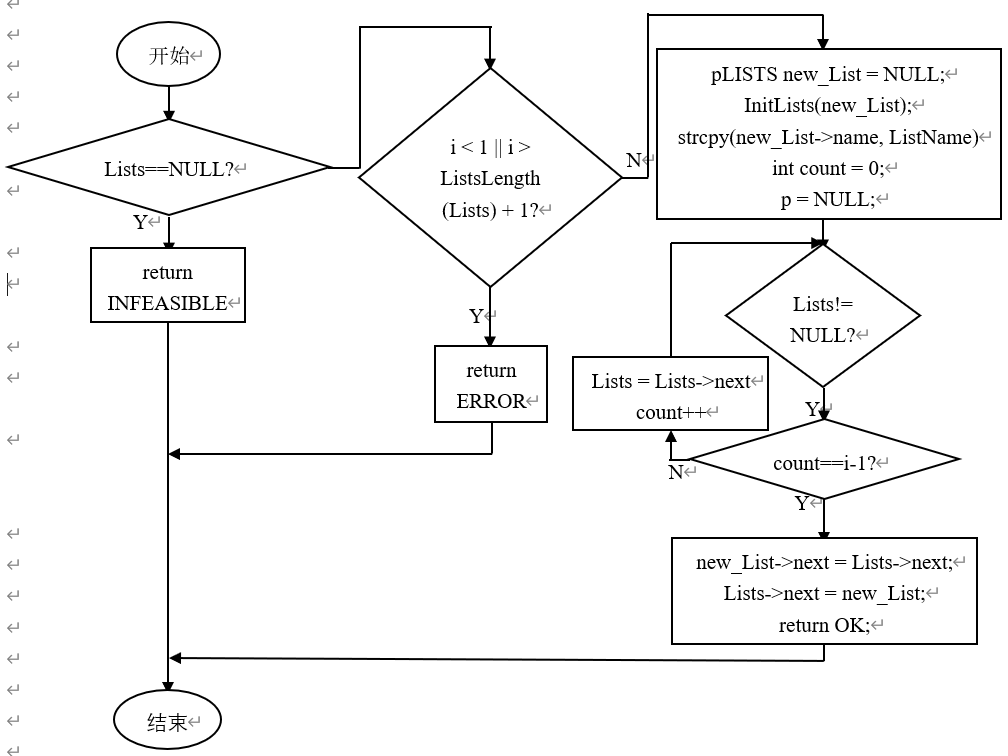 开始
Lists==NULL?
Y
return
INFEASIBLE
i < 1 || i >
ListsLength
(Lists) + 1?
N
Y
return
ERROR
pLISTS new_List = NULL;
InitLists(new_List);
strcpy(new_List->name, ListName)
int count = 0;
p = NULL;
Lists!=
NULL?
Y
Lists = Lists->next
count++
count==i-1?
N
Y
new_List->next = Lists->next;
Lists->next = new_List;
return OK;
结束